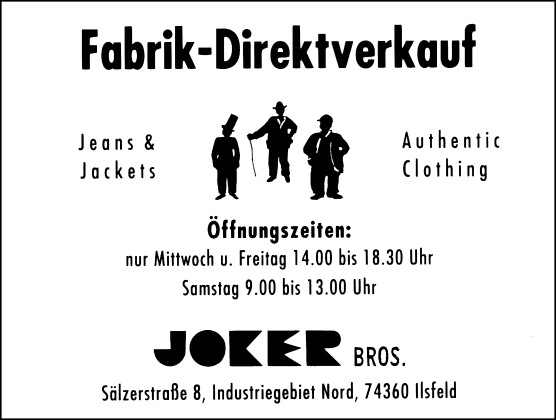 Fabrik-Direktverkauf
Jeans &
Jackets
Authentic
Clothing
Öffnungszeiten:
nur Mittwoch u. Freitag 14.00 bis 18.30 Uhr
Samstag 9.00 bis 13.00 Uhr
JOKER BROS.
Sälzerstraße 8, Industriegebiet Nord, 74360 Ilsfeld